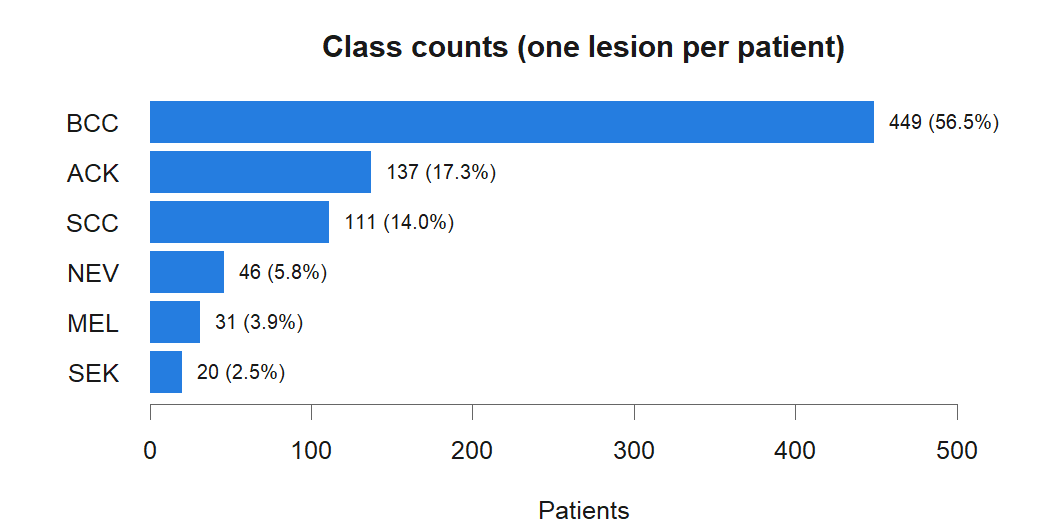 Class counts (one lesion per patient)
BCC 449 (56.5%)
ACK 137 (17.3%)
SCC 111 (14.0%)
NEV 46 (5.8%)
MEL 31 (3.9%)
SEK 20 (2.5%)
0 100 200 300 400 500
Patients